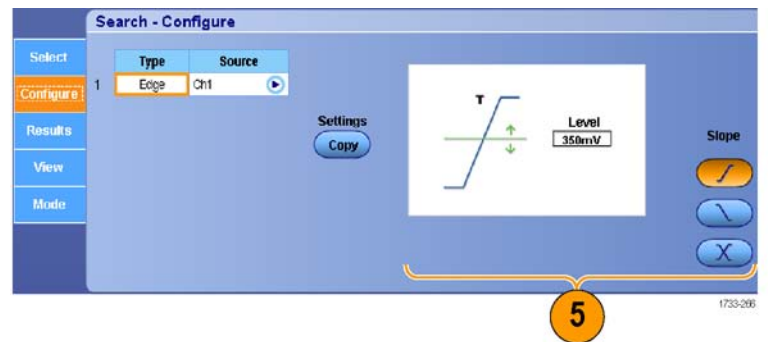 Search - Configure
Select
Configure
Results
View
Mode
Type Source
1 Edge Ch1
Settings
Copy
T
Level
350mV
Slope
5
1733-266